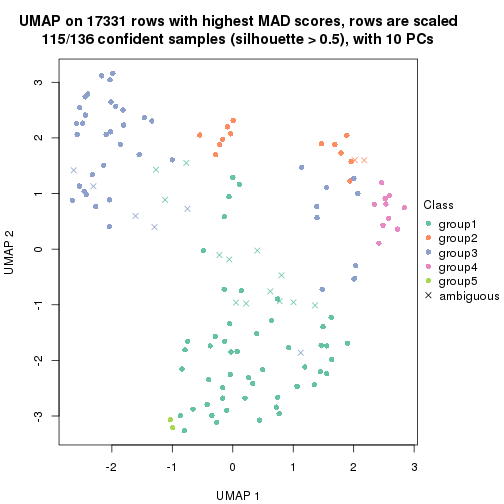 UMAP on 17331 rows with highest MAD scores, rows are scaled
115/136 confident samples (silhouette > 0.5), with 10 PCs
3
2
1
0
-1
-2
-3
UMAP 2
-2
-1
0
1
2
3
UMAP 1
Class
group1
group2
group3
group4
group5
ambiguous